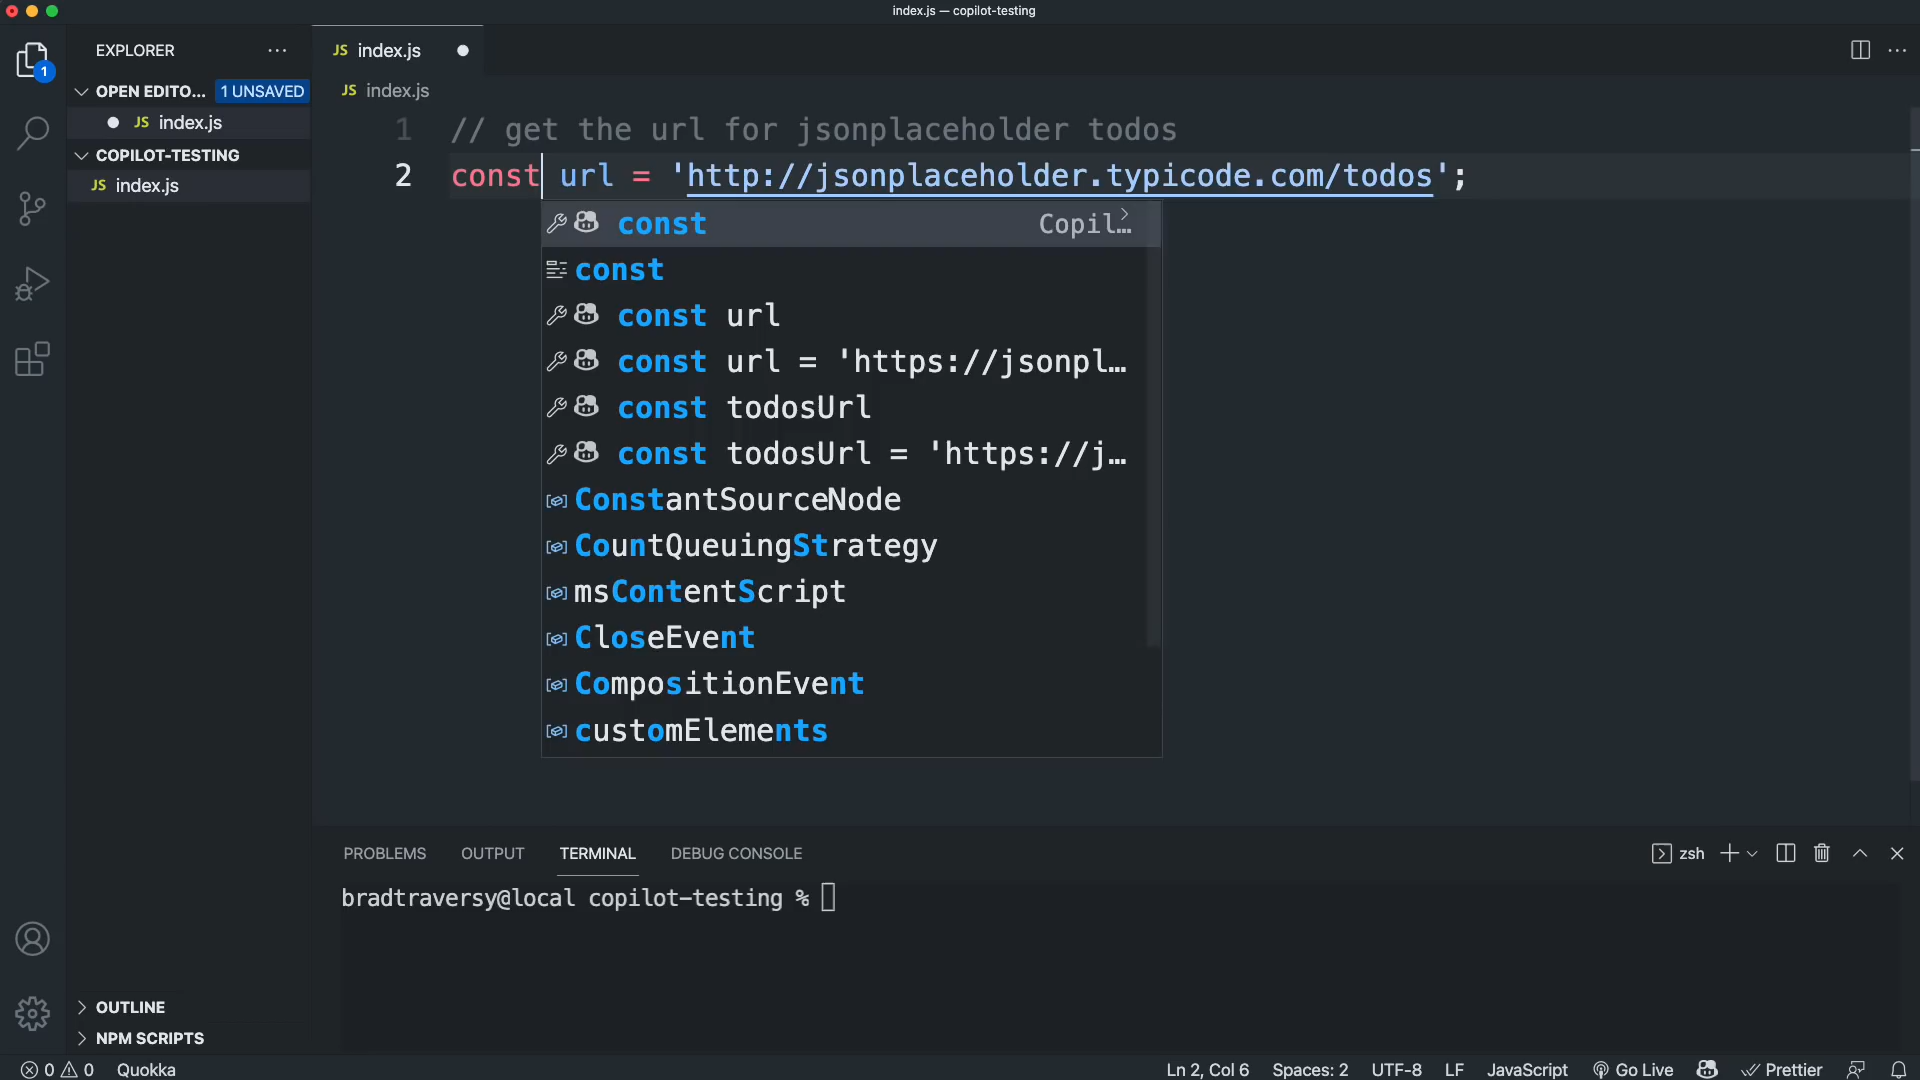 index.js — copilot-testing
EXPLORER
JS index.js
1
OPEN EDITO... 1 UNSAVED
JS index.js
JS index.js
COPILOT-TESTING
JS index.js
1 // get the url for jsonplaceholder todos
2 const url = 'http://jsonplaceholder.typicode.com/todos';
const Copil...
const
const url
const url = 'https://jsonpl...
const todosUrl
const todosUrl = 'https://j...
ConstantSourceNode
CountQueuingStrategy
msContentScript
CloseEvent
CompositionEvent
customElements
PROBLEMS OUTPUT TERMINAL DEBUG CONSOLE
zsh
bradtraversy@local copilot-testing %
OUTLINE
NPM SCRIPTS
0 0 Quokka
Ln 2, Col 6 Spaces: 2 UTF-8 LF JavaScript Go Live Prettier